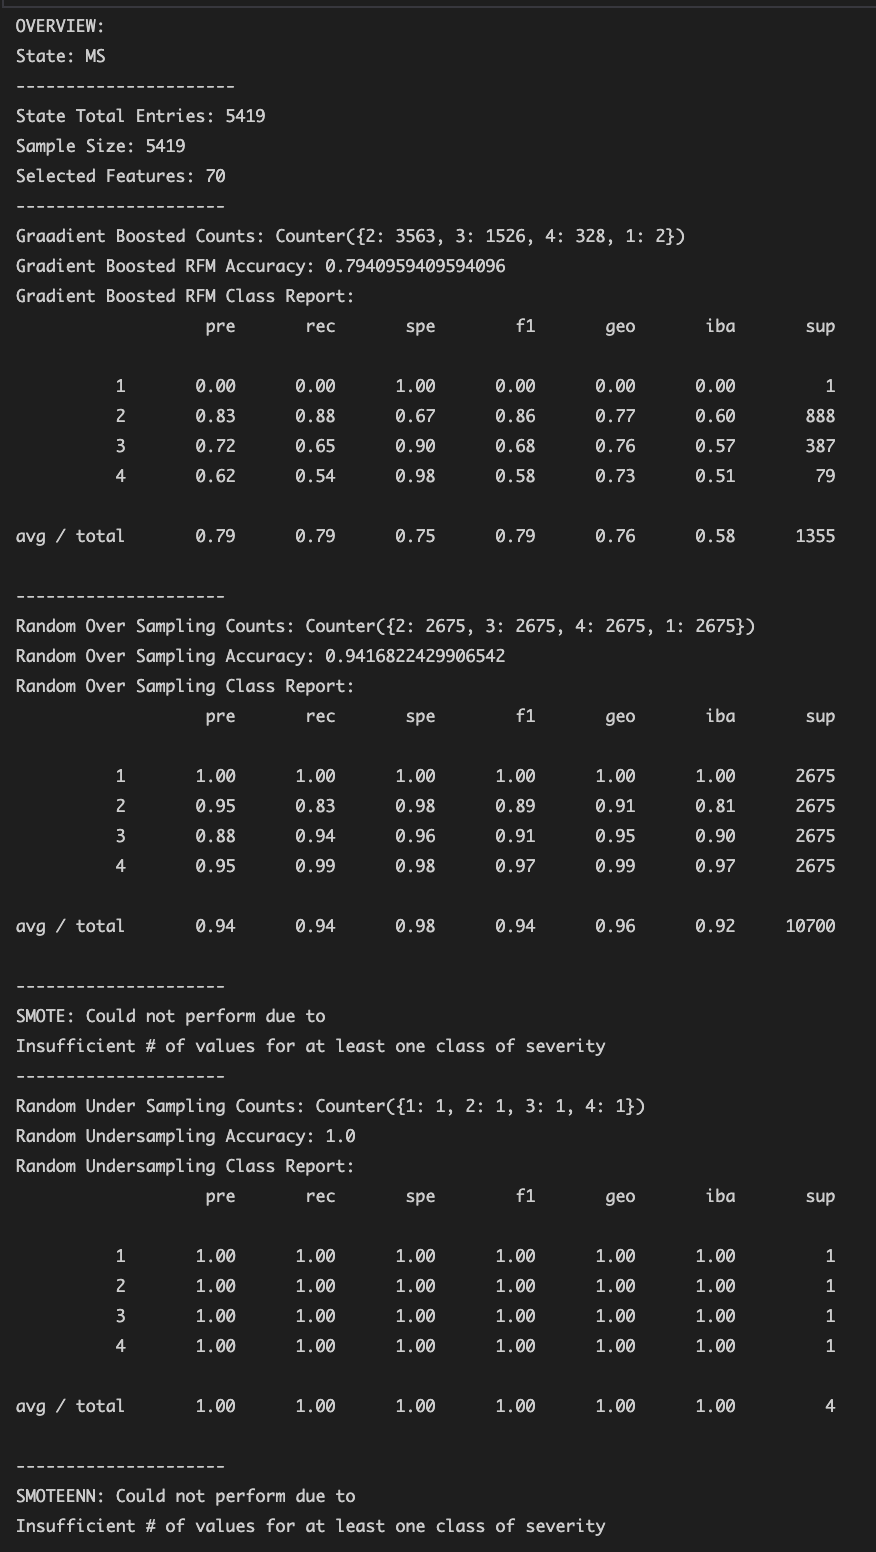 OVERVIEW:
State: MS
----------------------
State Total Entries: 5419
Sample Size: 5419
Selected Features: 70
---------------------
Graadient Boosted Counts: Counter({2: 3563, 3: 1526, 4: 328, 1: 2})
Gradient Boosted RFM Accuracy: 0.7940959409594096
Gradient Boosted RFM Class Report:
pre rec spe f1 geo iba sup
1 0.00 0.00 1.00 0.00 0.00 0.00 1
2 0.83 0.88 0.67 0.86 0.77 0.60 888
3 0.72 0.65 0.90 0.68 0.76 0.57 387
4 0.62 0.54 0.98 0.58 0.73 0.51 79
avg / total 0.79 0.79 0.75 0.79 0.76 0.58 1355
---------------------
Random Over Sampling Counts: Counter({2: 2675, 3: 2675, 4: 2675, 1: 2675})
Random Over Sampling Accuracy: 0.9416822429906542
Random Over Sampling Class Report:
pre rec spe f1 geo iba sup
1 1.00 1.00 1.00 1.00 1.00 1.00 2675
2 0.95 0.83 0.98 0.89 0.91 0.81 2675
3 0.88 0.94 0.96 0.91 0.95 0.90 2675
4 0.95 0.99 0.98 0.97 0.99 0.97 2675
avg / total 0.94 0.94 0.98 0.94 0.96 0.92 10700
---------------------
SMOTE: Could not perform due to
Insufficient # of values for at least one class of severity
---------------------
Random Under Sampling Counts: Counter({1: 1, 2: 1, 3: 1, 4: 1})
Random Undersampling Accuracy: 1.0
Random Undersampling Class Report:
pre rec spe f1 geo iba sup
1 1.00 1.00 1.00 1.00 1.00 1.00 1
2 1.00 1.00 1.00 1.00 1.00 1.00 1
3 1.00 1.00 1.00 1.00 1.00 1.00 1
4 1.00 1.00 1.00 1.00 1.00 1.00 1
avg / total 1.00 1.00 1.00 1.00 1.00 1.00 4
---------------------
SMOTEENN: Could not perform due to
Insufficient # of values for at least one class of severity